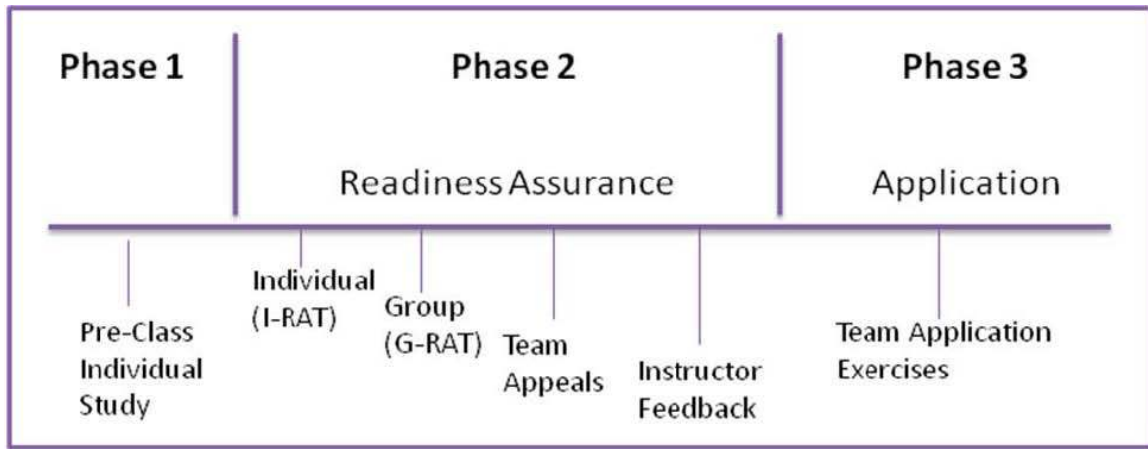 Phase 1
Phase 2
Phase 3
Readiness Assurance
Application
Pre-Class
Individual
Study
Individual
(I-RAT)
Group
(G-RAT)
Team
Appeals
Instructor
Feedback
Team Application
Exercises